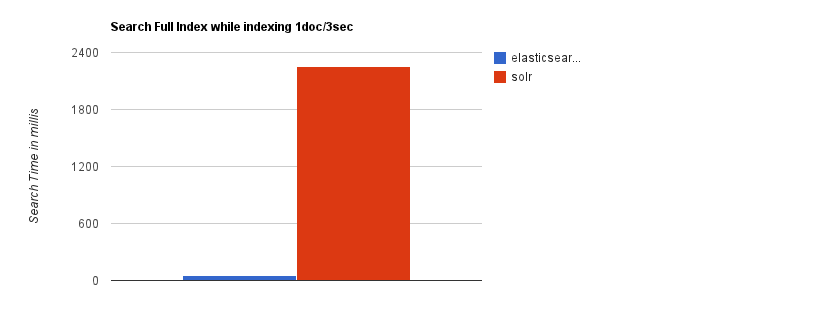 Search Full Index while indexing 1doc/3sec
2400
1800
1200
600
0
Search Time in millis
elasticsear...
solr